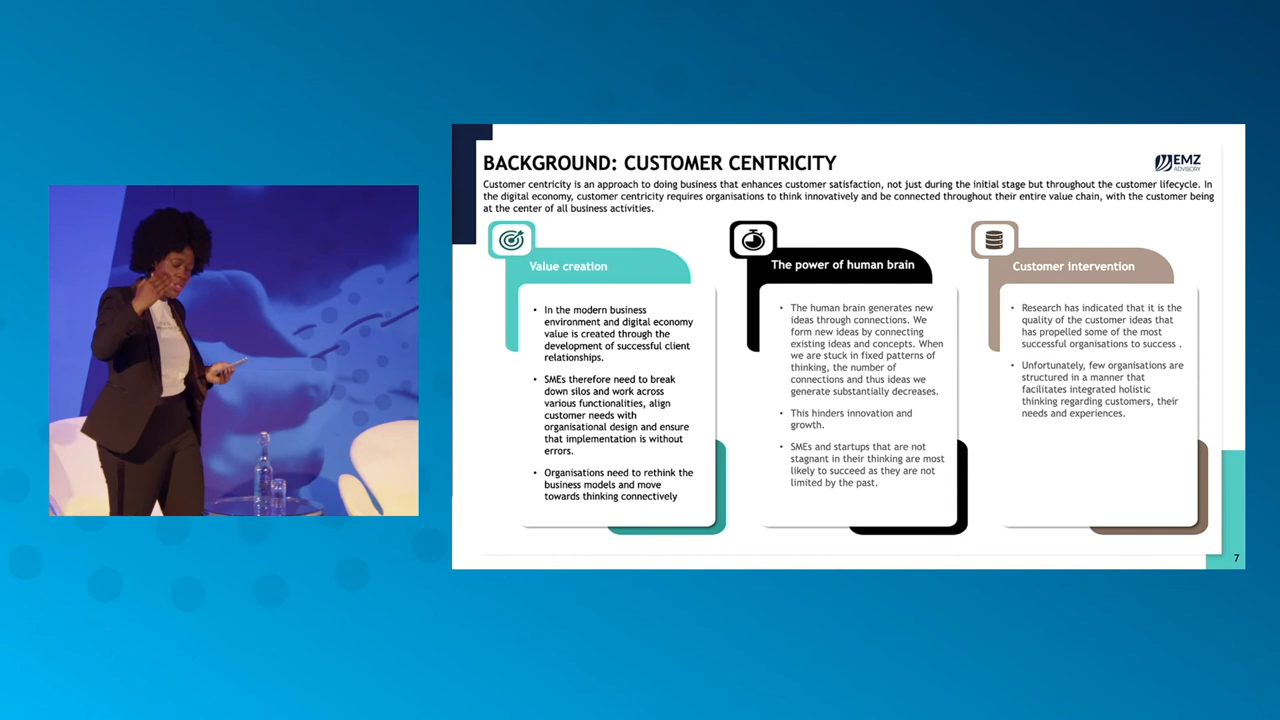 BACKGROUND: CUSTOMER CENTRICITY
EMZ
ADVISORY
Customer centricity is an approach to doing business that enhances customer satisfaction, not just during the initial stage but throughout the customer lifecycle. In
the digital economy, customer centricity requires organisations to think innovatively and be connected throughout their entire value chain, with the customer being
at the center of all business activities.
Value creation
In the modern business
environment and digital economy
value is created through the
development of successful client
relationships.
SMEs therefore need to break
down silos and work across
various functionalities, align
customer needs with
organisational design and ensure
that implementation is without
errors.
Organisations need to rethink the
business models and move
towards thinking connectively
The power of human brain
The human brain generates new
ideas through connections. We
form new ideas by connecting
existing ideas and concepts. When
we are stuck in fixed patterns of
thinking, the number of
connections and thus ideas we
generate substantially decreases.
This hinders innovation and
growth.
SMEs and startups that are not
stagnant in their thinking are most
likely to succeed as they are not
limited by the past.
Customer intervention
Research has indicated that it is the
quality of the customer ideas that
has propelled some of the most
successful organisations to success .
Unfortunately, few organisations are
structured in a manner that
facilitates integrated holistic
thinking regarding customers, their
needs and experiences.
7